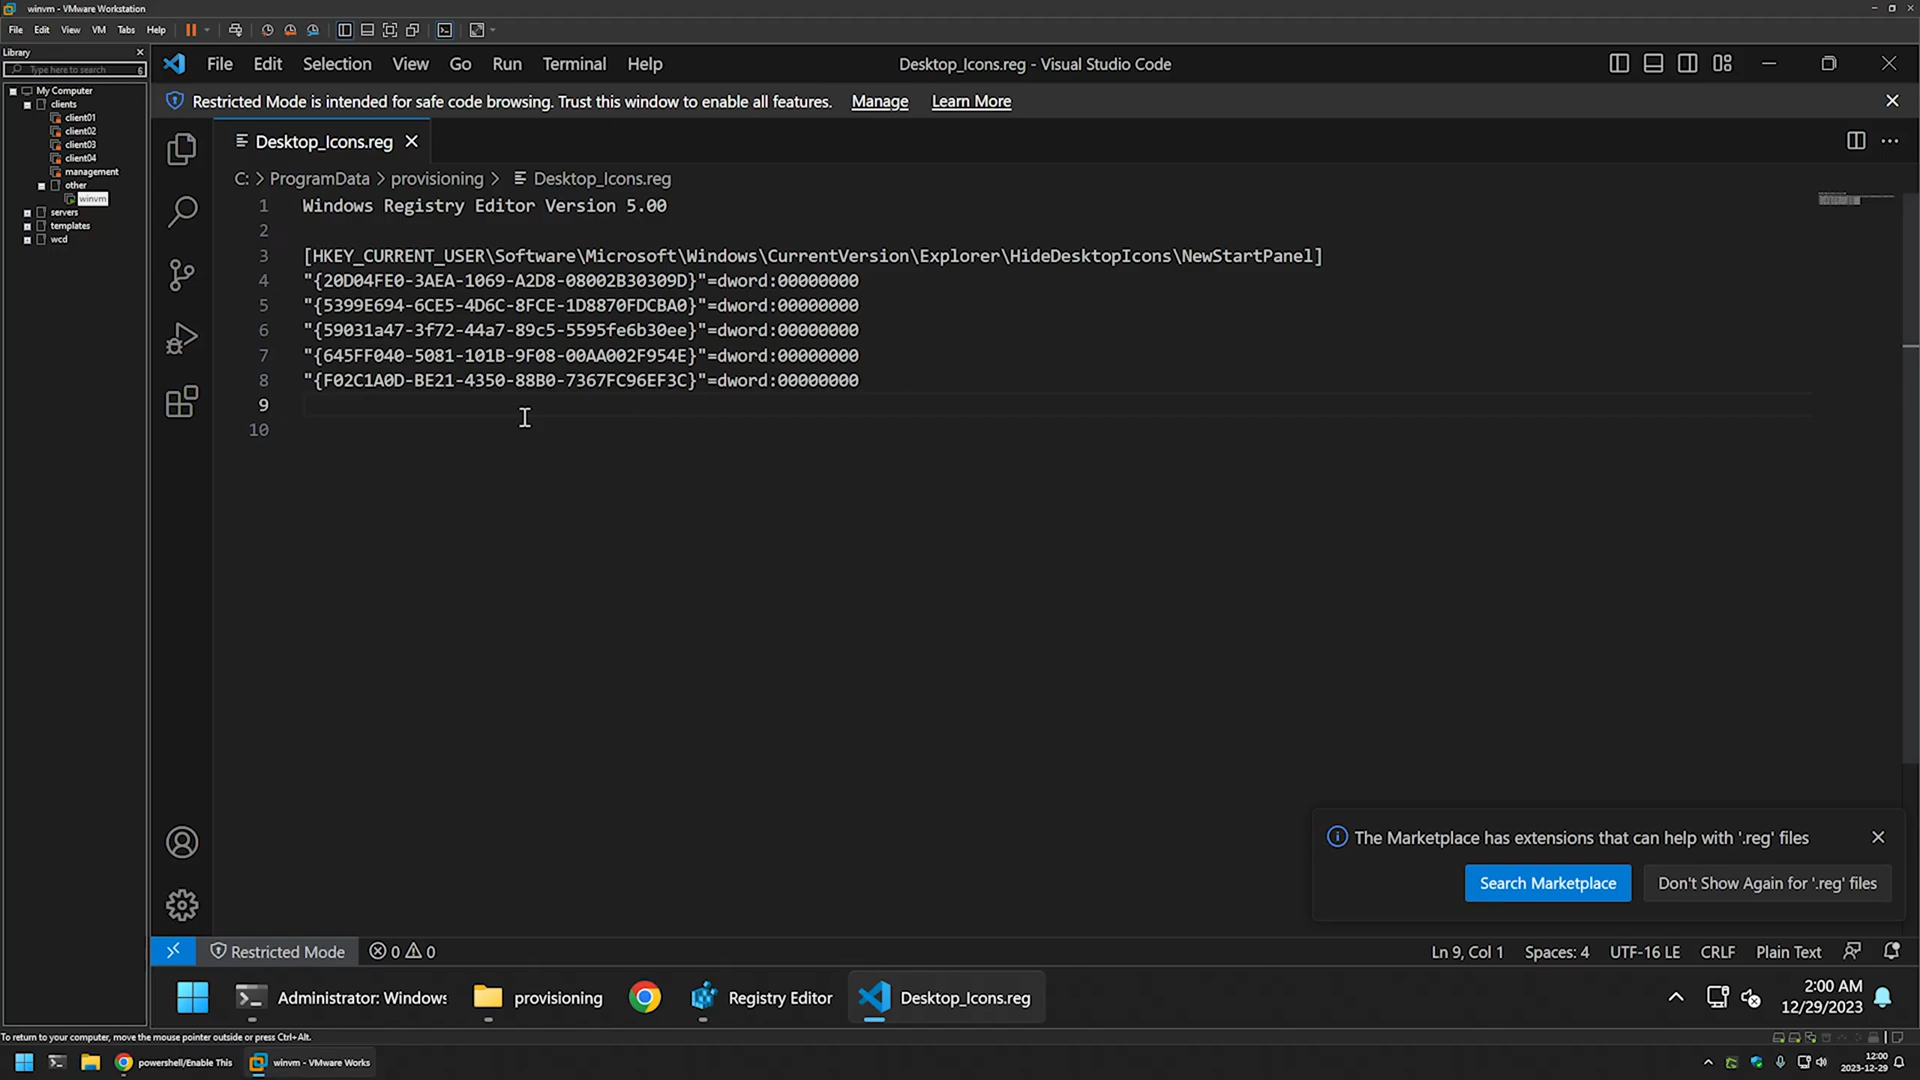 winvm - VMware Workstation
File Edit View VM Tabs Help
Library
Type here to search
My Computer
clients
client01
client02
client03
client04
management
other
winvm
servers
templates
wcd
File Edit Selection View Go Run Terminal Help
Desktop_Icons.reg - Visual Studio Code
Restricted Mode is intended for safe code browsing. Trust this window to enable all features. Manage Learn More
Desktop_Icons.reg
C: > ProgramData > provisioning > Desktop_Icons.reg
1 Windows Registry Editor Version 5.00
2
3 [HKEY_CURRENT_USER\Software\Microsoft\Windows\CurrentVersion\Explorer\HideDesktopIcons\NewStartPanel]
4 "{20D04FE0-3AEA-1069-A2D8-08002B30309D}"=dword:00000000
5 "{5399E694-6CE5-4D6C-8FCE-1D8870FDCBA0}"=dword:00000000
6 "{59031a47-3f72-44a7-89c5-5595fe6b30ee}"=dword:00000000
7 "{645FF040-5081-101B-9F08-00AA002F954E}"=dword:00000000
8 "{F02C1A0D-BE21-4350-88B0-7367FC96EF3C}"=dword:00000000
9
10
The Marketplace has extensions that can help with '.reg' files
Search Marketplace Don't Show Again for '.reg' files
Restricted Mode 0 0 Ln 9, Col 1 Spaces: 4 UTF-16 LE CRLF Plain Text
Administrator: Windows provisioning Registry Editor Desktop_Icons.reg
2:00 AM
12/29/2023
To return to your computer, move the mouse pointer outside or press Ctrl+Alt.
powershell/Enable This winvm - VMware Works
12:00
2023-12-29